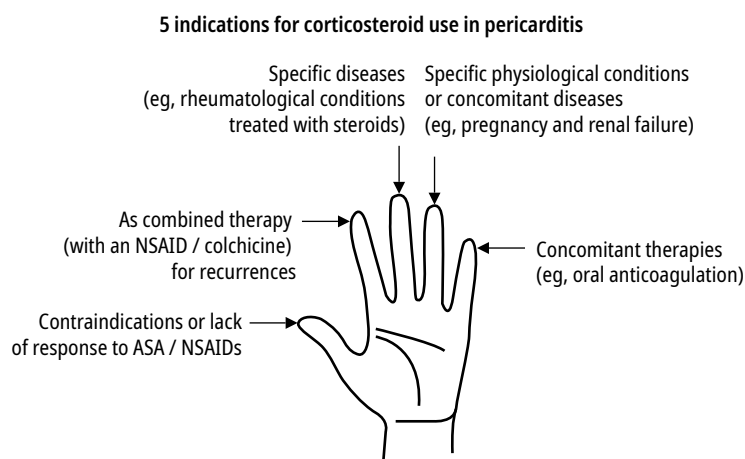 5 indications for corticosteroid use in pericarditis
Specific diseases
(eg, rheumatological conditions
treated with steroids)
Specific physiological conditions
or concomitant diseases
(eg, pregnancy and renal failure)
As combined therapy
(with an NSAID / colchicine)
for recurrences
Concomitant therapies
(eg, oral anticoagulation)
Contraindications or lack
of response to ASA / NSAIDs